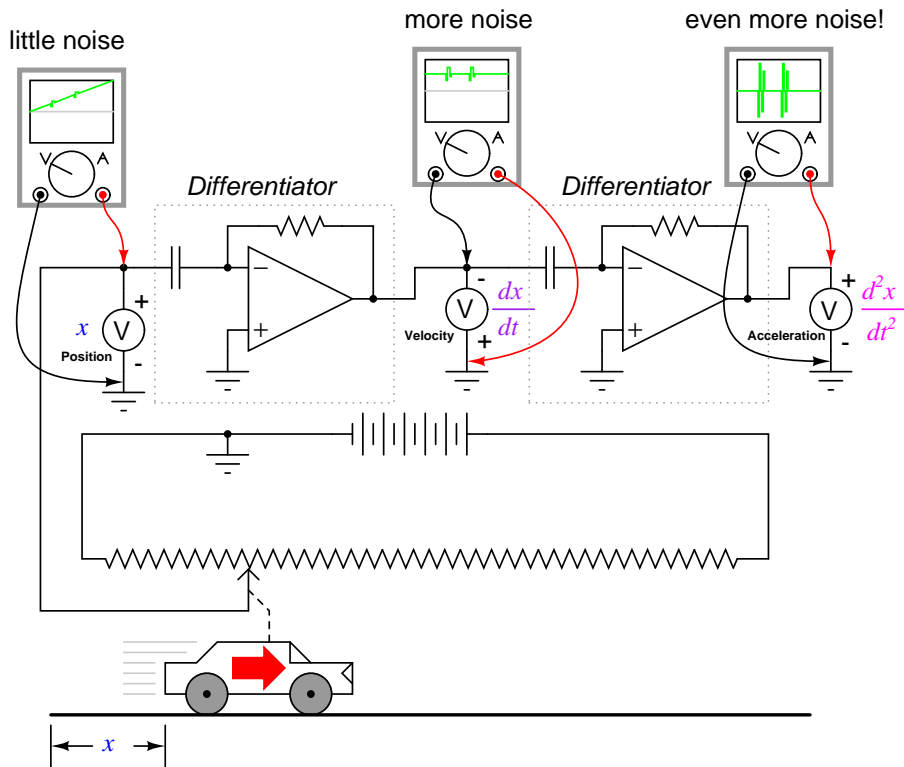 little noise
more noise
even more noise!
V A
V A
V A
Differentiator
Differentiator
x
Position
+
V
-
−
+
Velocity
-
V
+
dx
dt
−
+
Acceleration
+
V
-
d²x
dt²
x